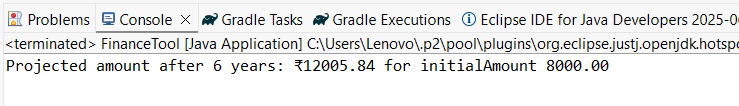 Problems Console Gradle Tasks Gradle Executions Eclipse IDE for Java Developers 2025-0
<terminated> FinanceTool [Java Application] C:\Users\Lenovo\.p2\pool\plugins\org.eclipse.justj.openjdk.hotspo
Projected amount after 6 years: ₹12005.84 for initialAmount 8000.00